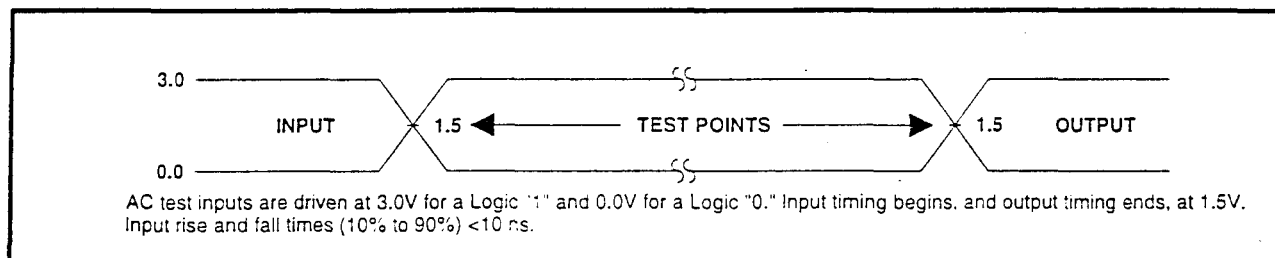 3.0
INPUT 1.5 TEST POINTS 1.5 OUTPUT
0.0
AC test inputs are driven at 3.0V for a Logic "1" and 0.0V for a Logic "0." Input timing begins, and output timing ends, at 1.5V.
Input rise and fall times (10% to 90%) <10 ns.